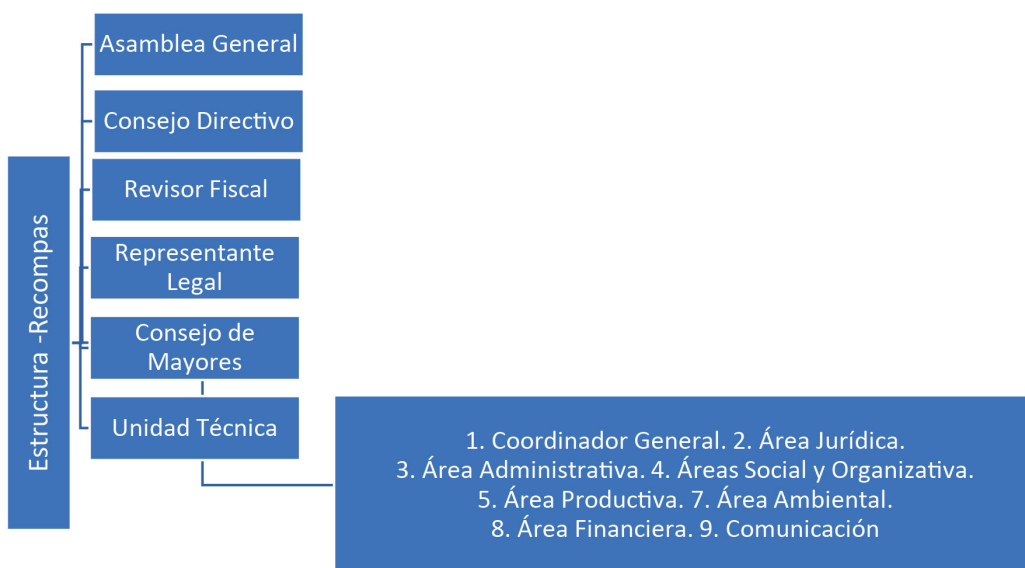 Estructura -Recompas
Asamblea General
Consejo Directivo
Revisor Fiscal
Representante
Legal
Consejo de
Mayores
Unidad Técnica
1. Coordinador General. 2. Área Jurídica.
3. Área Administrativa. 4. Áreas Social y Organizativa.
5. Área Productiva. 7. Área Ambiental.
8. Área Financiera. 9. Comunicación